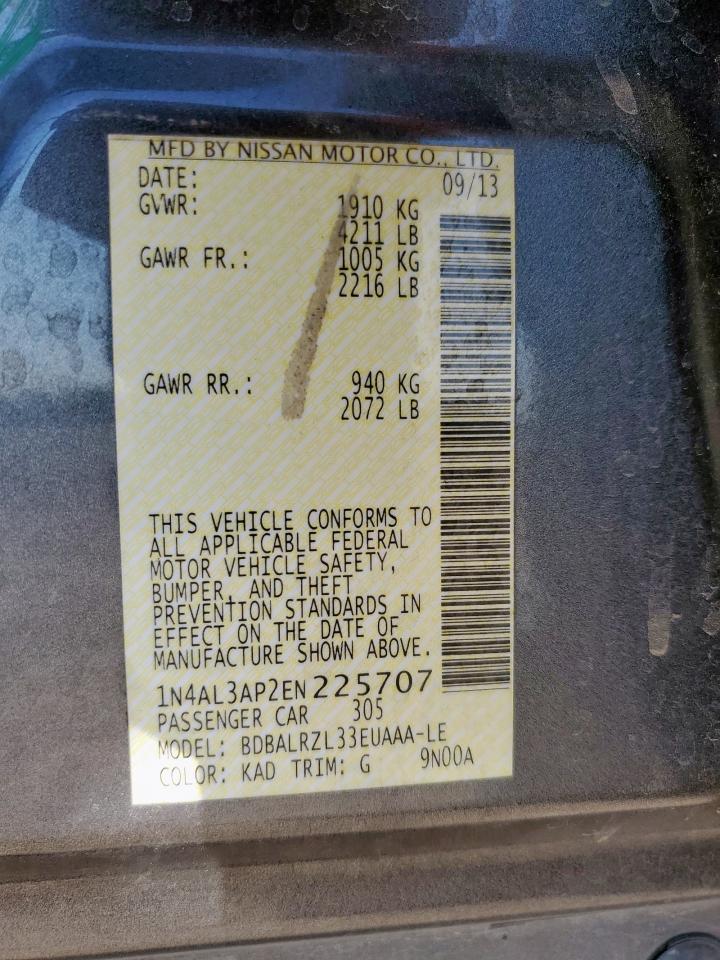 MFD BY NISSAN MOTOR CO., LTD.
DATE: 09/13
GVWR: 1910 KG
4211 LB
GAWR FR.: 1005 KG
2216 LB
GAWR RR.: 940 KG
2072 LB
THIS VEHICLE CONFORMS TO
ALL APPLICABLE FEDERAL
MOTOR VEHICLE SAFETY,
BUMPER, AND THEFT
PREVENTION STANDARDS IN
EFFECT ON THE DATE OF
MANUFACTURE SHOWN ABOVE.
1N4AL3AP2EN225707
PASSENGER CAR 305
MODEL: BDBALRZL33EUAAA-LE
COLOR: KAD TRIM: G 9N00A